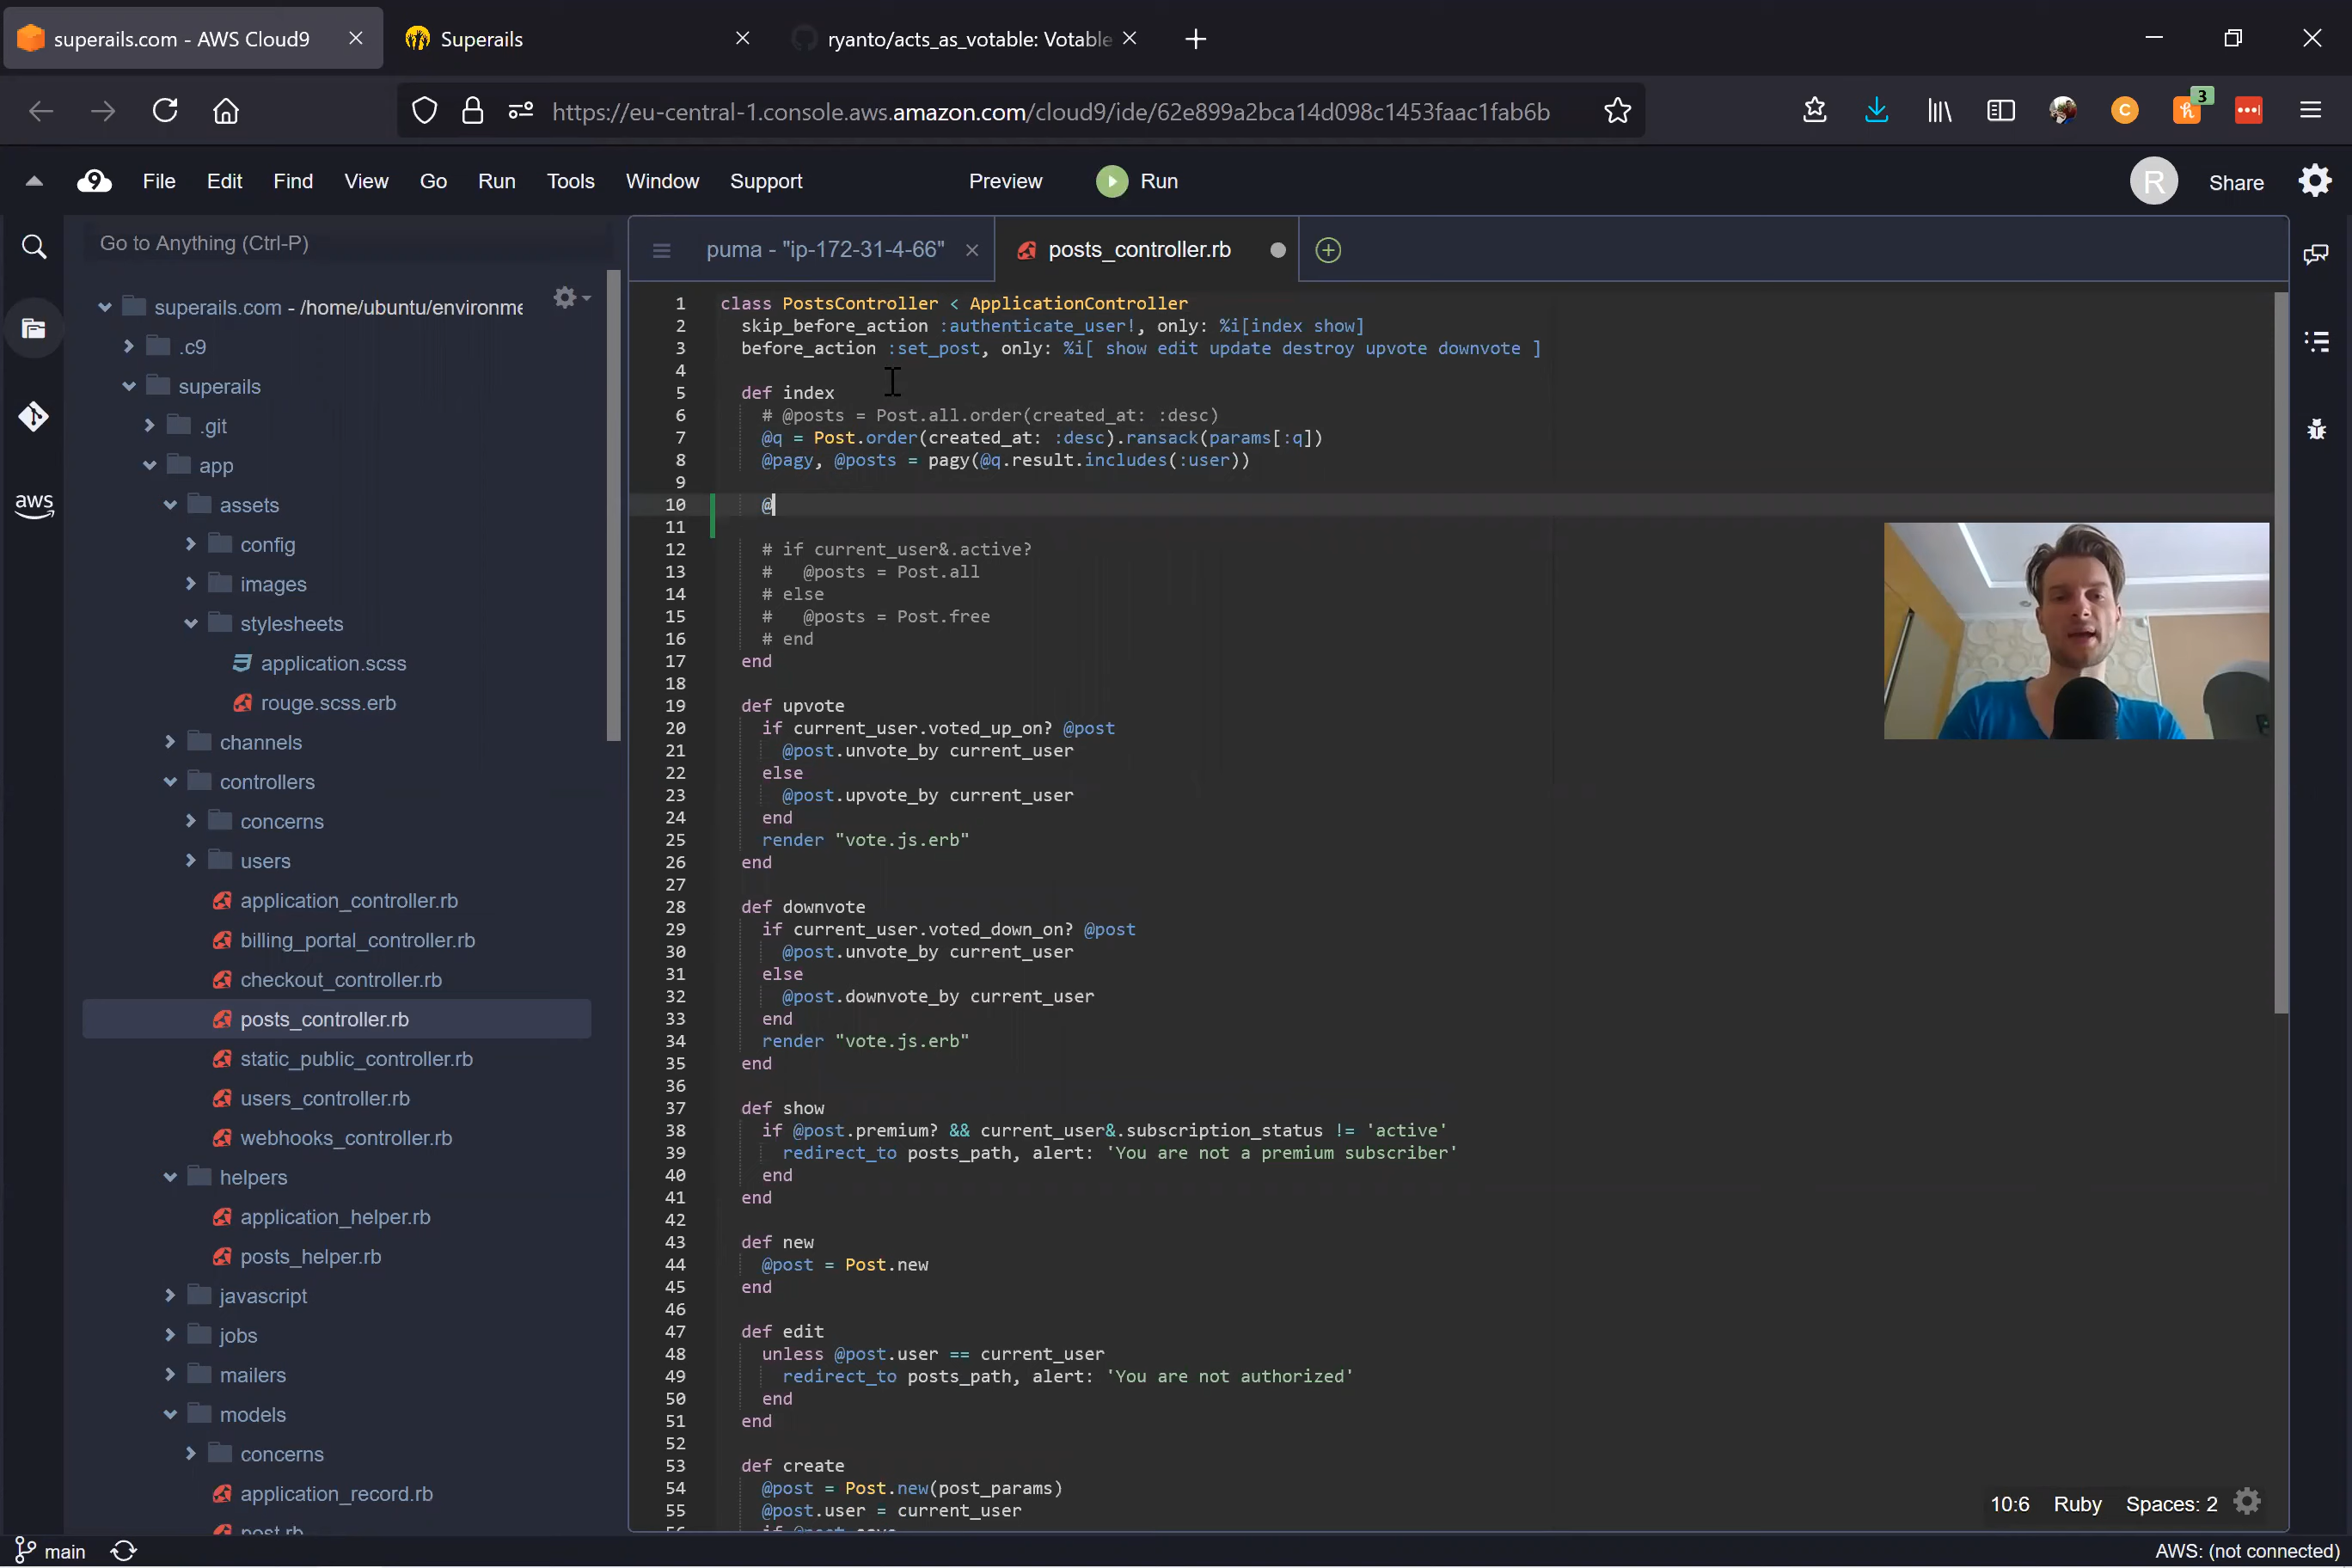 superails.com - AWS Cloud9
Superails
ryanto/acts_as_votable: Votable
https://eu-central-1.console.aws.amazon.com/cloud9/ide/62e899a2bca14d098c1453faac1fab6b
C
h
3
9
File Edit Find View Go Run Tools Window Support
Preview
Run
R
Share
Go to Anything (Ctrl-P)
puma - "ip-172-31-4-66"
posts_controller.rb
aws
superails.com - /home/ubuntu/environme
.c9
superails
.git
app
assets
config
images
stylesheets
application.scss
rouge.scss.erb
channels
controllers
concerns
users
application_controller.rb
billing_portal_controller.rb
checkout_controller.rb
posts_controller.rb
static_public_controller.rb
users_controller.rb
webhooks_controller.rb
helpers
application_helper.rb
posts_helper.rb
javascript
jobs
mailers
models
concerns
application_record.rb
post.rb
1 class PostsController < ApplicationController
2 skip_before_action :authenticate_user!, only: %i[index show]
3 before_action :set_post, only: %i[ show edit update destroy upvote downvote ]
4
5 def index
6 # @posts = Post.all.order(created_at: :desc)
7 @q = Post.order(created_at: :desc).ransack(params[:q])
8 @pagy, @posts = pagy(@q.result.includes(:user))
9
10 @
11
12 # if current_user&.active?
13 # @posts = Post.all
14 # else
15 # @posts = Post.free
16 # end
17 end
18
19 def upvote
20 if current_user.voted_up_on? @post
21 @post.unvote_by current_user
22 else
23 @post.upvote_by current_user
24 end
25 render "vote.js.erb"
26 end
27
28 def downvote
29 if current_user.voted_down_on? @post
30 @post.unvote_by current_user
31 else
32 @post.downvote_by current_user
33 end
34 render "vote.js.erb"
35 end
36
37 def show
38 if @post.premium? && current_user&.subscription_status != 'active'
39 redirect_to posts_path, alert: 'You are not a premium subscriber'
40 end
41 end
42
43 def new
44 @post = Post.new
45 end
46
47 def edit
48 unless @post.user == current_user
49 redirect_to posts_path, alert: 'You are not authorized'
50 end
51 end
52
53 def create
54 @post = Post.new(post_params)
55 @post.user = current_user
56 if @post.save
10:6 Ruby Spaces: 2
main
AWS: (not connected)